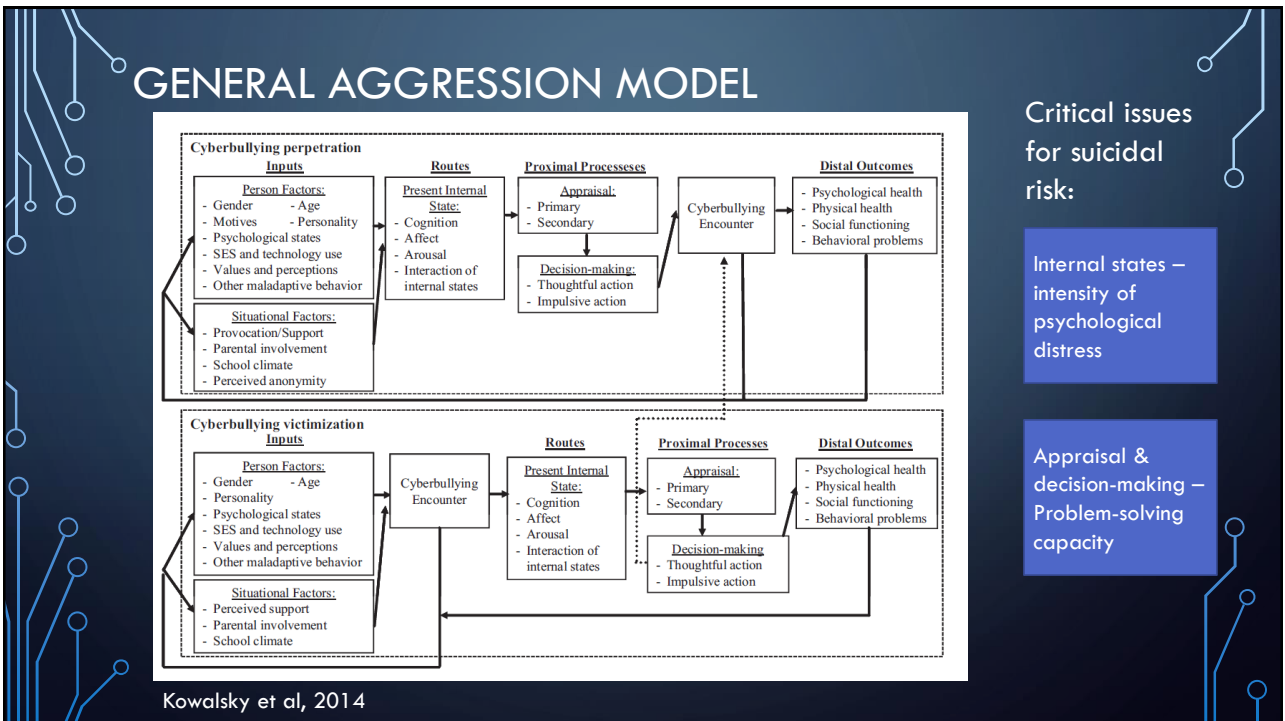 GENERAL AGGRESSION MODEL
Cyberbullying perpetration
Inputs
Person Factors:
- Gender - Age
- Motives - Personality
- Psychological states
- SES and technology use
- Values and perceptions
- Other maladaptive behavior
Situational Factors:
- Provocation/Support
- Parental involvement
- School climate
- Perceived anonymity
Routes
Present Internal
State:
- Cognition
- Affect
- Arousal
- Interaction of
internal states
Proximal Processeses
Appraisal:
- Primary
- Secondary
Decision-making:
- Thoughtful action
- Impulsive action
Cyberbullying
Encounter
Distal Outcomes
- Psychological health
- Physical health
- Social functioning
- Behavioral problems
Cyberbullying victimization
Inputs
Person Factors:
- Gender - Age
- Personality
- Psychological states
- SES and technology use
- Values and perceptions
- Other maladaptive behavior
Situational Factors:
- Perceived support
- Parental involvement
- School climate
Cyberbullying
Encounter
Routes
Present Internal
State:
- Cognition
- Affect
- Arousal
- Interaction of
internal states
Proximal Processes
Appraisal:
- Primary
- Secondary
Decision-making
- Thoughtful action
- Impulsive action
Distal Outcomes
- Psychological health
- Physical health
- Social functioning
- Behavioral problems
Kowalsky et al, 2014
Critical issues
for suicidal
risk:
Internal states –
intensity of
psychological
distress
Appraisal &
decision-making –
Problem-solving
capacity